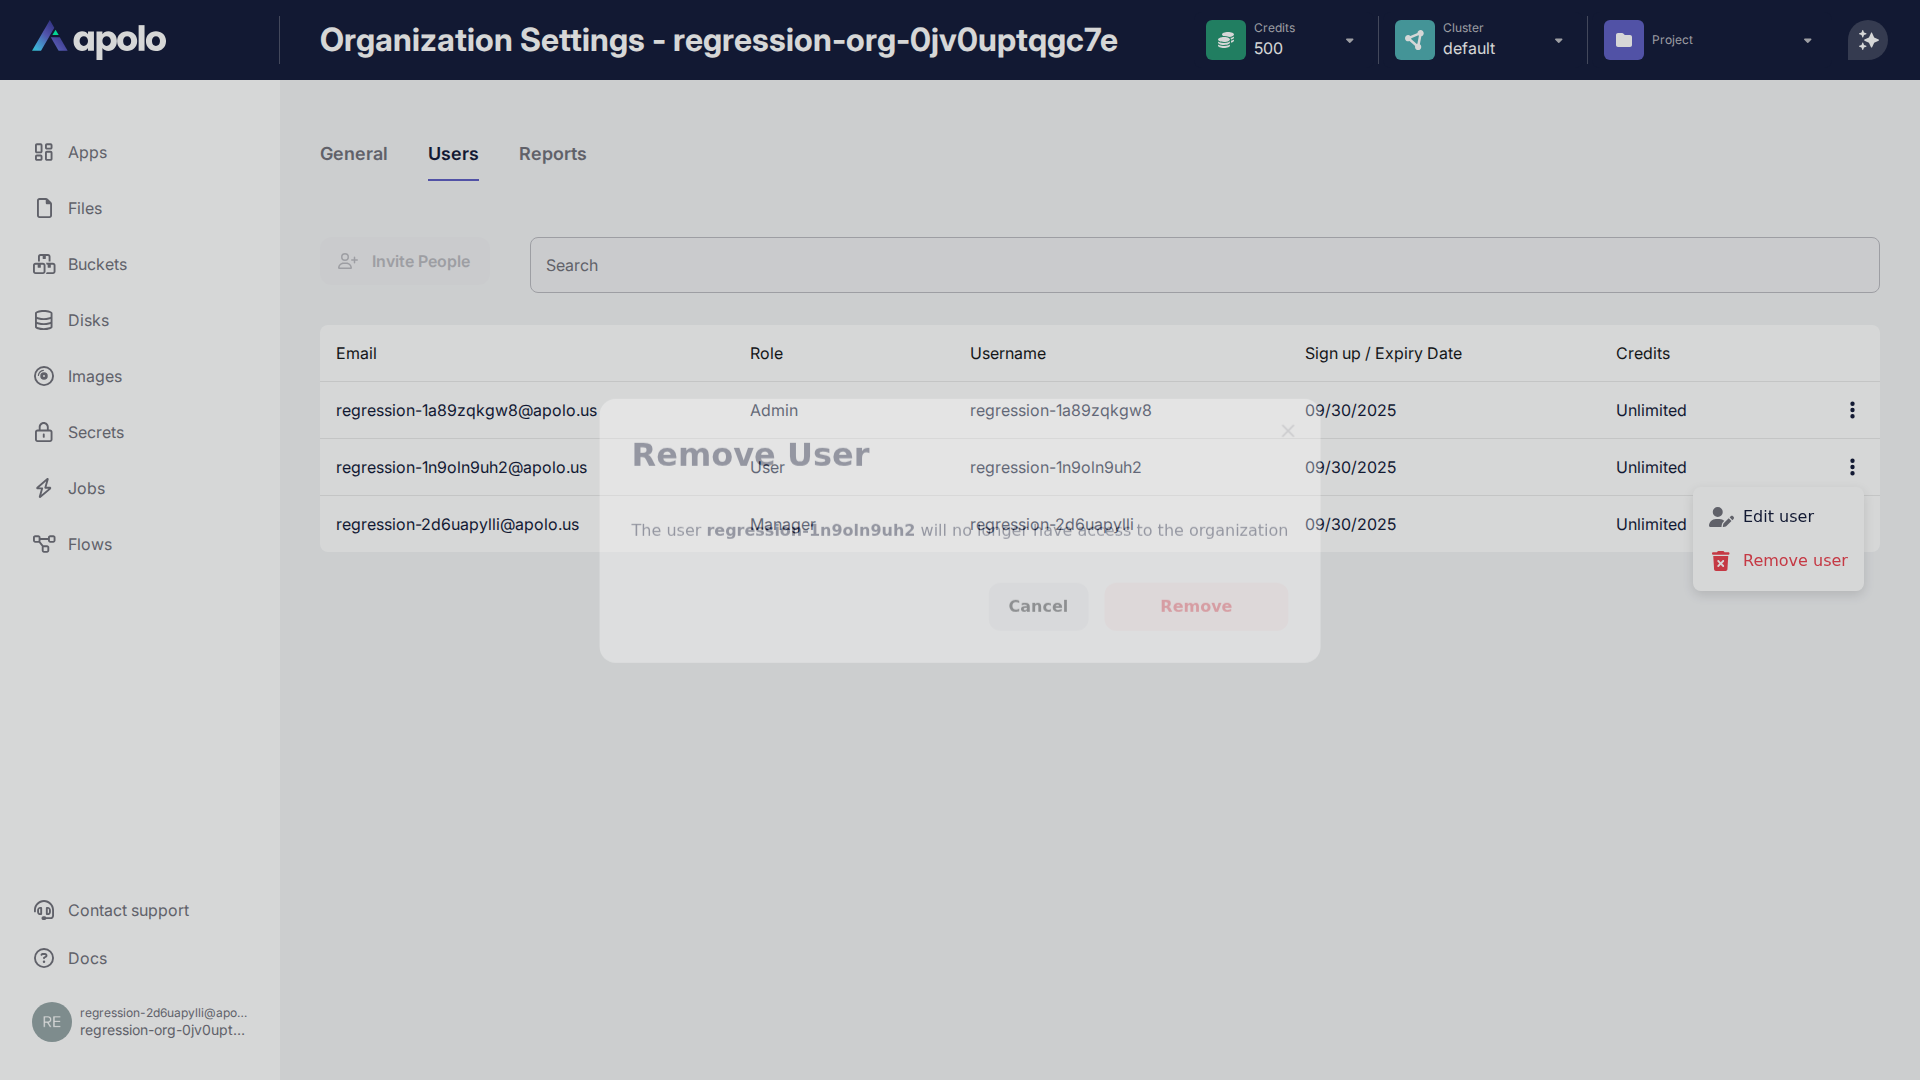 apolo
Organization Settings - regression-org-0jv0uptqgc7e
Credits
500
Cluster
default
Project
Apps
Files
Buckets
Disks
Images
Secrets
Jobs
Flows
Contact support
Docs
RE
regression-2d6uapylli@apo...
regression-org-0jv0upt...
General Users Reports
Invite People
Search
Email Role Username Sign up / Expiry Date Credits
regression-1a89zqkgw8@apolo.us Admin regression-1a89zqkgw8 09/30/2025 Unlimited
regression-1n9oln9uh2@apolo.us User regression-1n9oln9uh2 09/30/2025 Unlimited
regression-2d6uapylli@apolo.us Manager regression-2d6uapylli 09/30/2025 Unlimited
Edit user
Remove user
Remove User
The user regression-1n9oln9uh2 will no longer have access to the organization
Cancel Remove